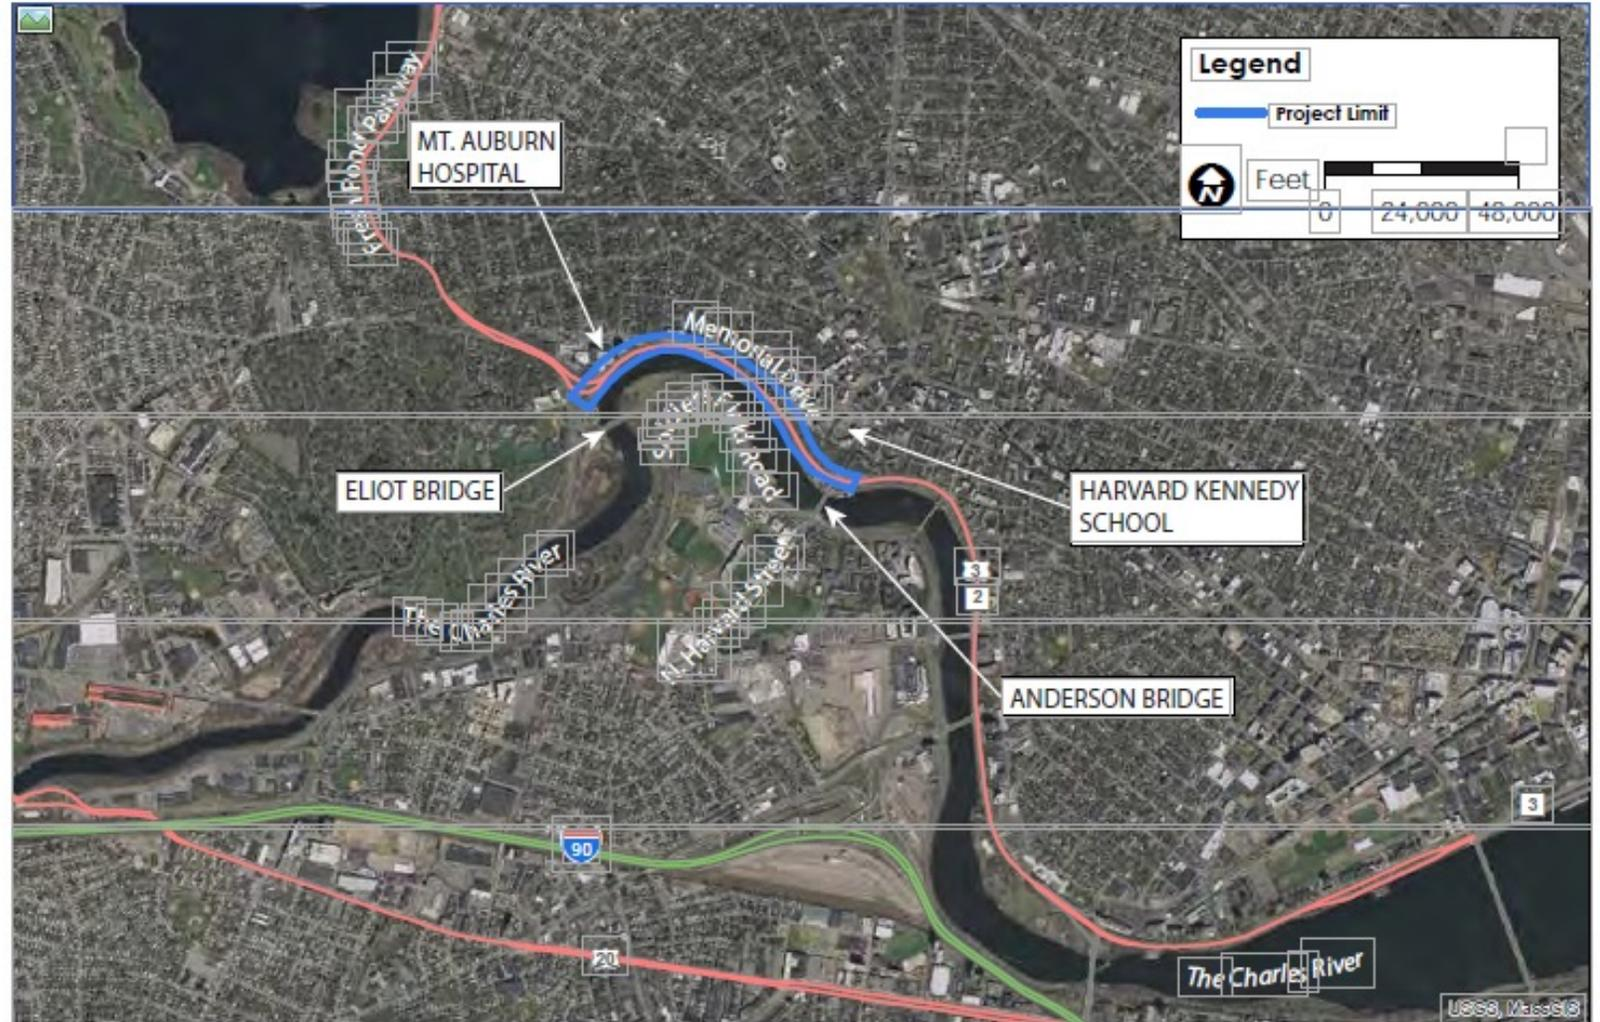 Legend
Project Limit
N
Feet
0 24,000 48,000
Fresh Pond Parkway
MT. AUBURN
HOSPITAL
Memorial Drive
Soldiers Field Road
ELIOT BRIDGE
HARVARD KENNEDY
SCHOOL
The Charles River
N. Harvard Street
3
2
ANDERSON BRIDGE
3
90
20
The Charles River
USGS, MassGIS